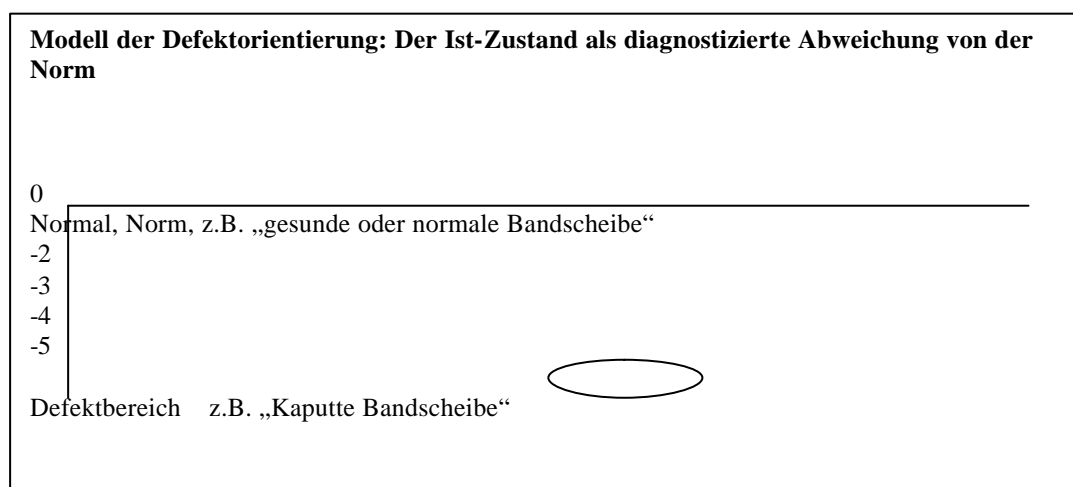 Modell der Defektorientierung: Der Ist-Zustand als diagnostizierte Abweichung von der
Norm
0
Normal, Norm, z.B. „gesunde oder normale Bandscheibe“
-2
-3
-4
-5
Defektbereich z.B. „Kaputte Bandscheibe“